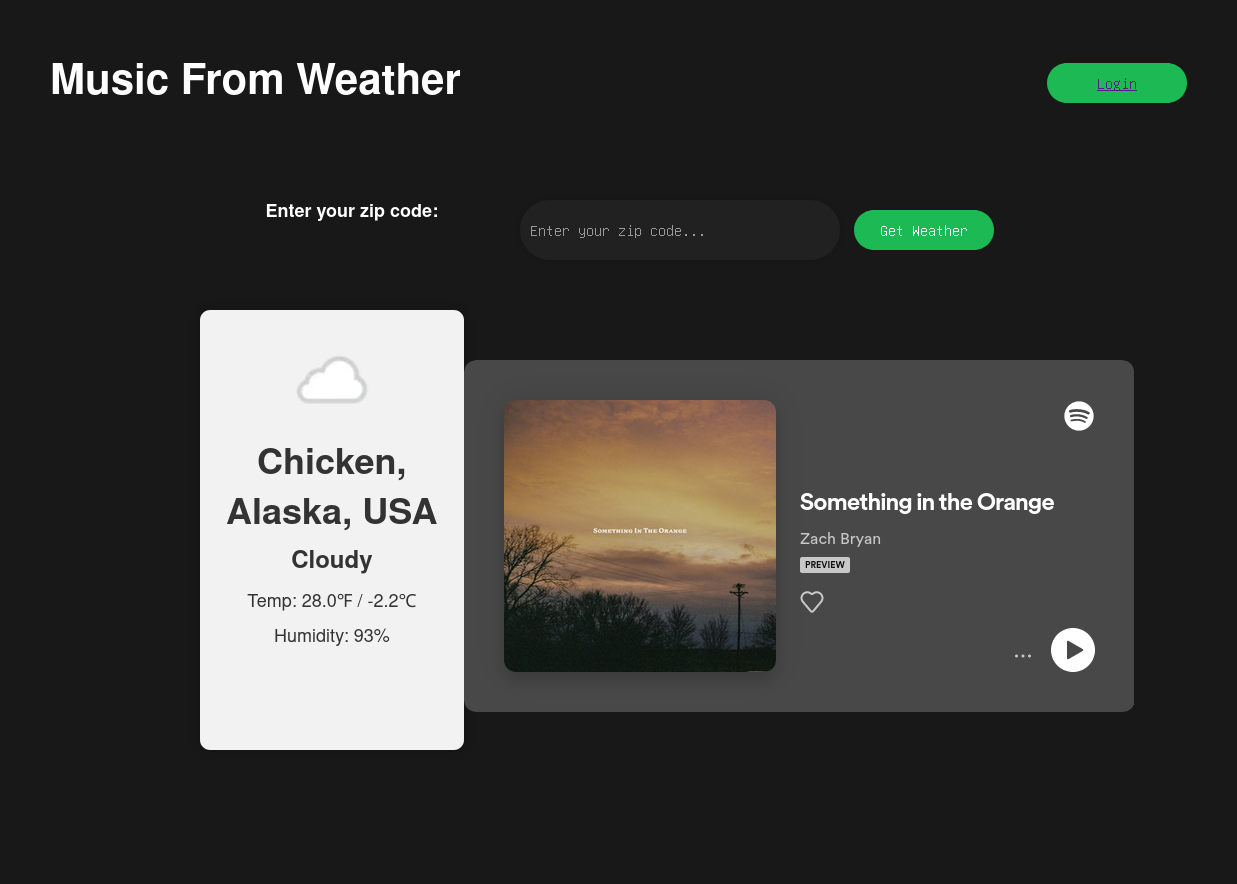 Music From Weather
Login
Enter your zip code:
Enter your zip code...
Get Weather
Chicken,
Alaska, USA
Cloudy
Temp: 28.0℉ / -2.2℃
Humidity: 93%
Something In The Orange
Something in the Orange
Zach Bryan
PREVIEW